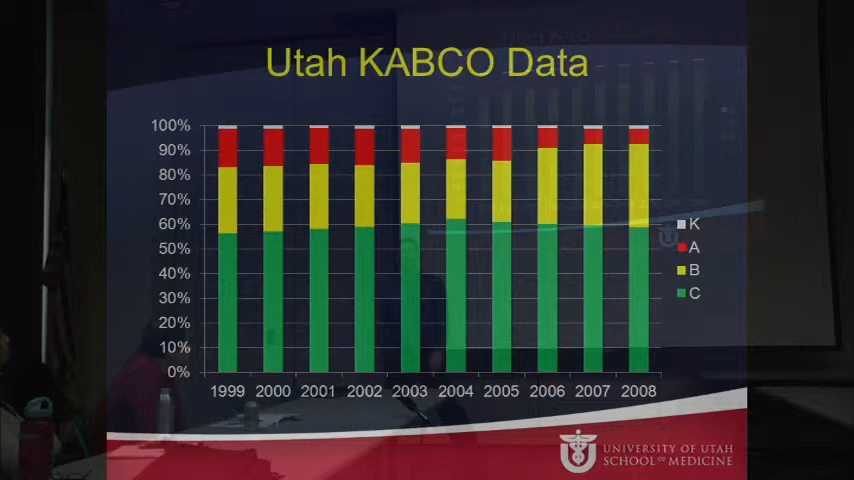 Utah KABCO Data
100%
90%
80%
70%
60%
50%
40%
30%
20%
10%
0%
1999 2000 2001 2002 2003 2004 2005 2006 2007 2008
K
A
B
C
UNIVERSITY OF UTAH
SCHOOL OF MEDICINE